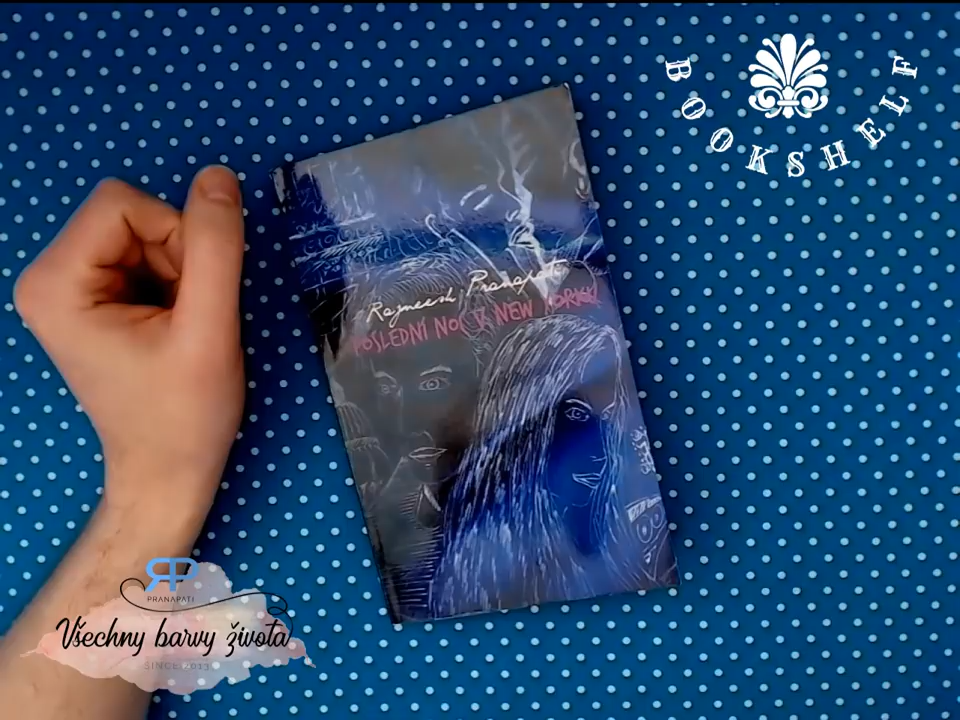 BOOKSHELF
Rajneesh Pranapati
POSLEDNÍ NOC V NEW YORKU
RP
PRANAPATI
Všechny barvy života
SINCE 2013